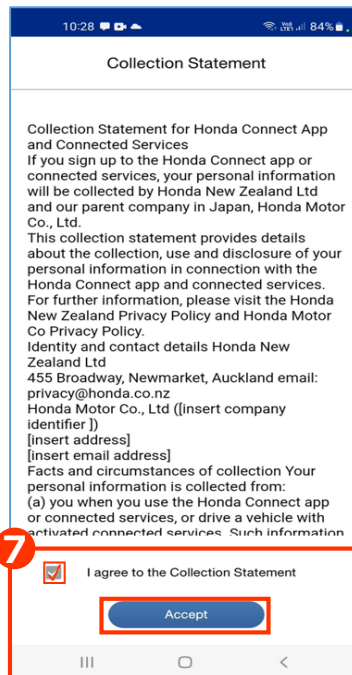 10:28
84%
Collection Statement
Collection Statement for Honda Connect App
and Connected Services
If you sign up to the Honda Connect app or
connected services, your personal information
will be collected by Honda New Zealand Ltd
and our parent company in Japan, Honda Motor
Co., Ltd.
This collection statement provides details
about the collection, use and disclosure of your
personal information in connection with the
Honda Connect app and connected services.
For further information, please visit the Honda
New Zealand Privacy Policy and Honda Motor
Co Privacy Policy.
Identity and contact details Honda New
Zealand Ltd
455 Broadway, Newmarket, Auckland email:
privacy@honda.co.nz
Honda Motor Co., Ltd ([insert company
identifier ])
[insert address]
[insert email address]
Facts and circumstances of collection Your
personal information is collected from:
(a) you when you use the Honda Connect app
or connected services, or drive a vehicle with
activated connected services. Such information
7
I agree to the Collection Statement
Accept